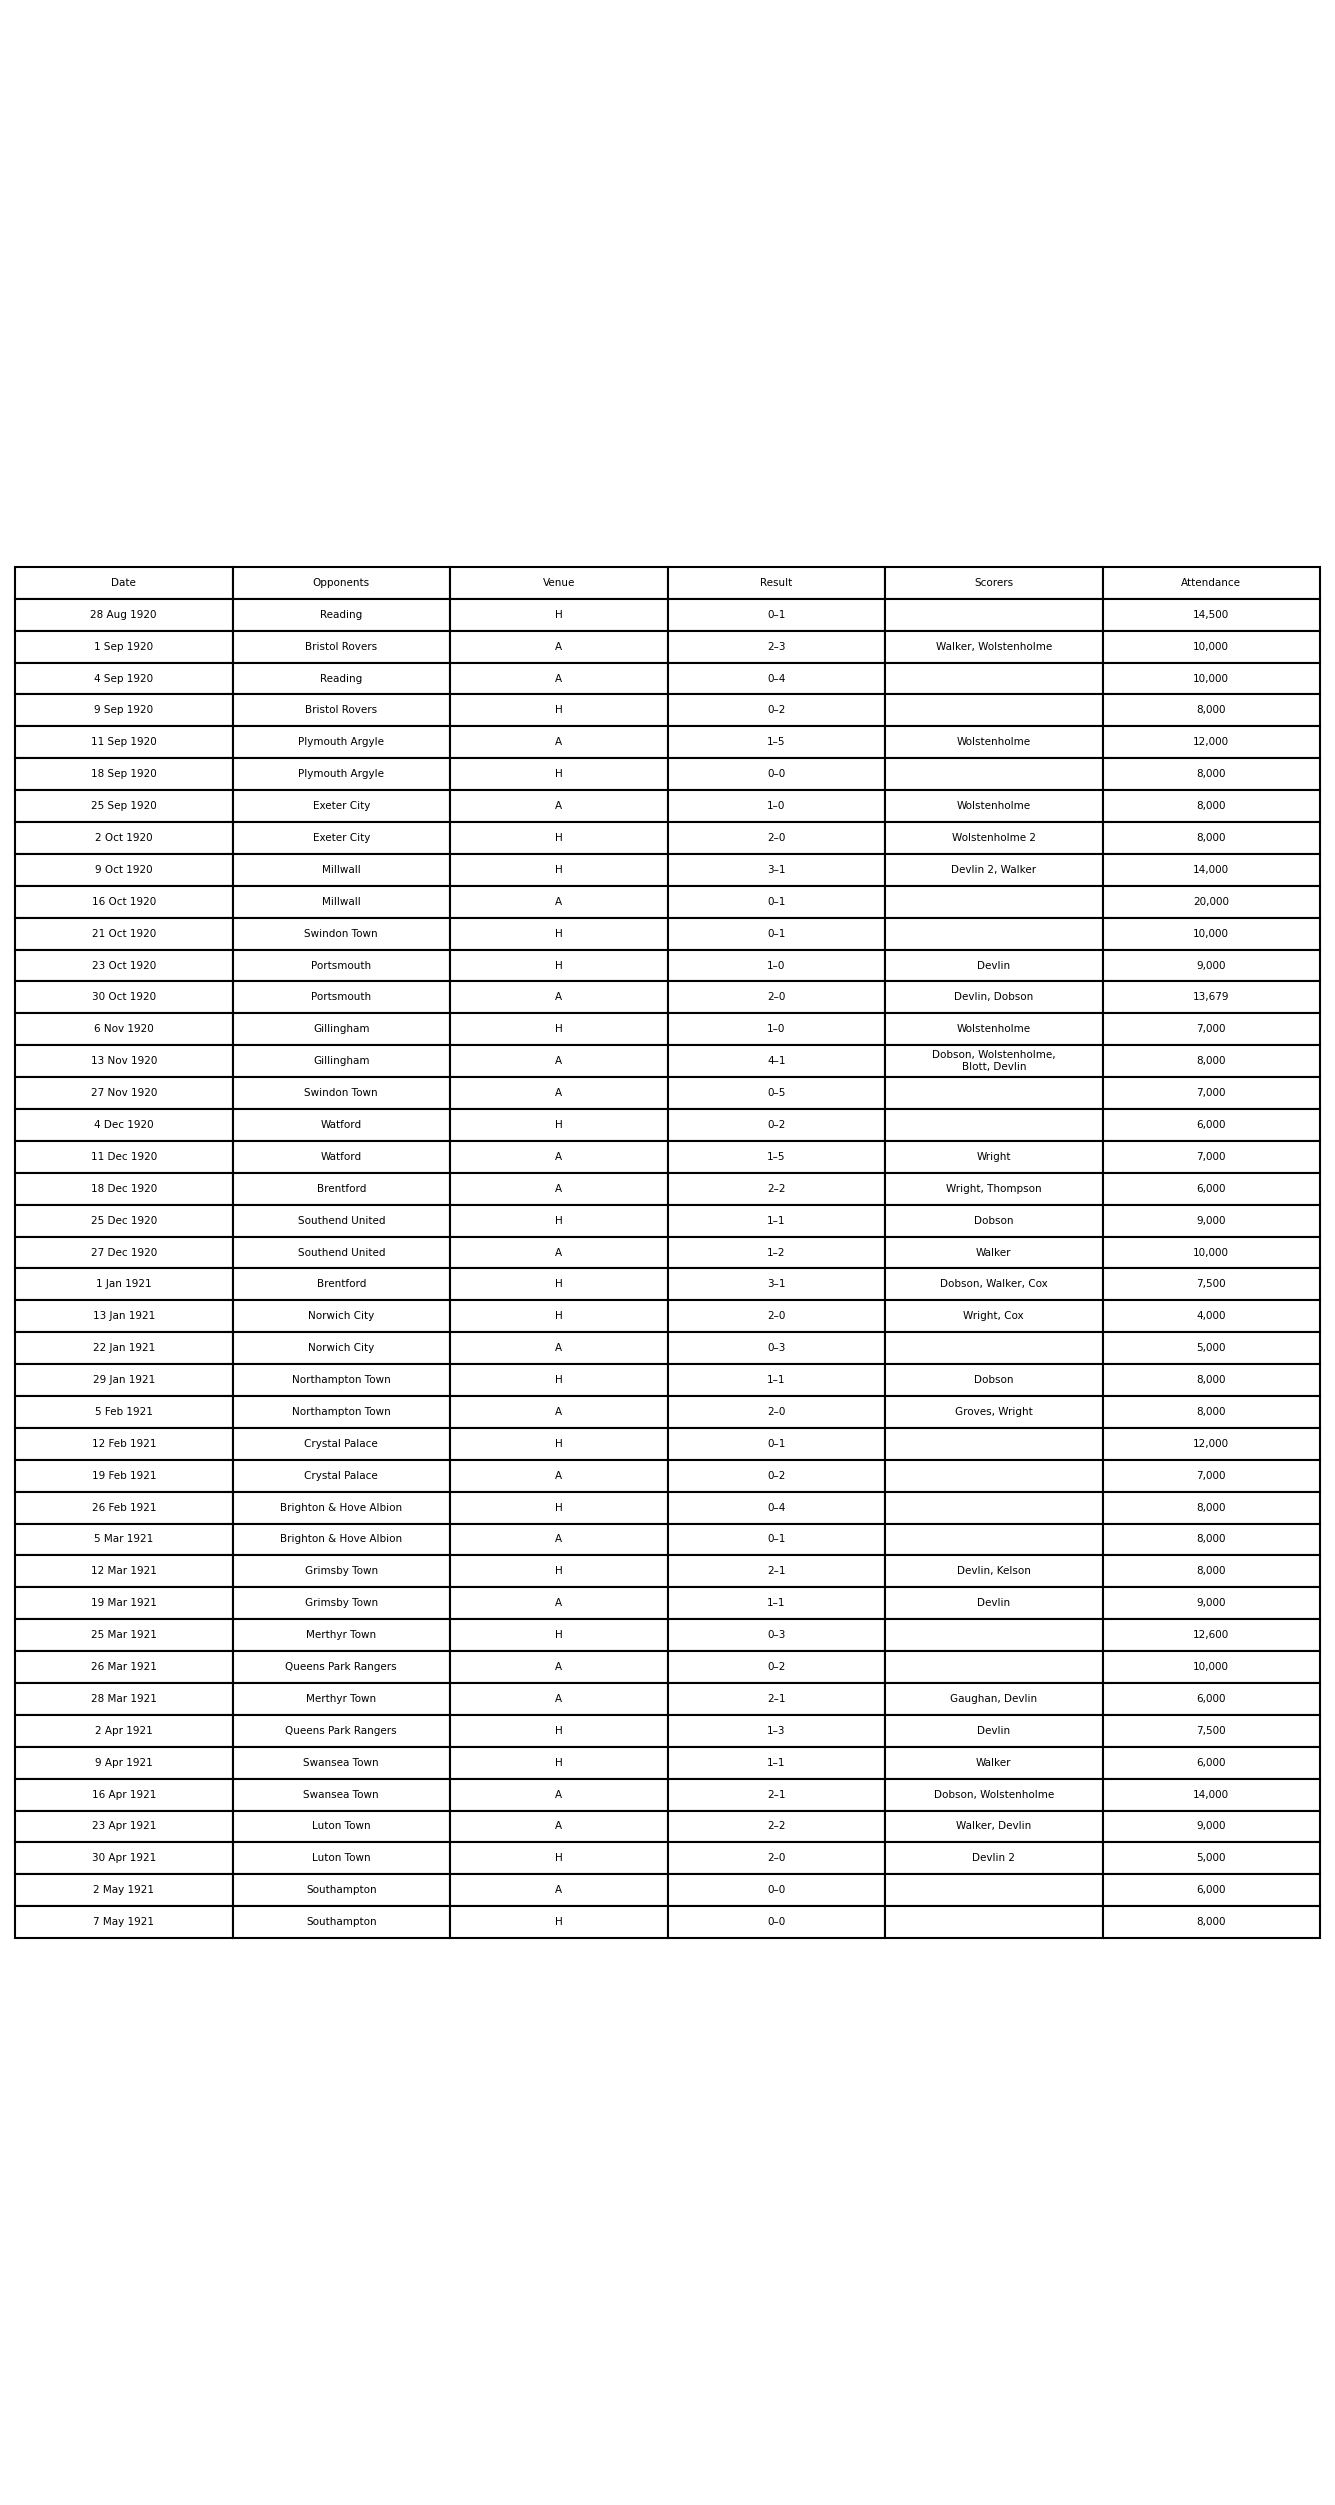 Date Opponents Venue Result Scorers Attendance
28 Aug 1920 Reading H 0–1 14,500
1 Sep 1920 Bristol Rovers A 2–3 Walker, Wolstenholme 10,000
4 Sep 1920 Reading A 0–4 10,000
9 Sep 1920 Bristol Rovers H 0–2 8,000
11 Sep 1920 Plymouth Argyle A 1–5 Wolstenholme 12,000
18 Sep 1920 Plymouth Argyle H 0–0 8,000
25 Sep 1920 Exeter City A 1–0 Wolstenholme 8,000
2 Oct 1920 Exeter City H 2–0 Wolstenholme 2 8,000
9 Oct 1920 Millwall H 3–1 Devlin 2, Walker 14,000
16 Oct 1920 Millwall A 0–1 20,000
21 Oct 1920 Swindon Town H 0–1 10,000
23 Oct 1920 Portsmouth H 1–0 Devlin 9,000
30 Oct 1920 Portsmouth A 2–0 Devlin, Dobson 13,679
6 Nov 1920 Gillingham H 1–0 Wolstenholme 7,000
13 Nov 1920 Gillingham A 4–1 Dobson, Wolstenholme, 8,000
Blott, Devlin
27 Nov 1920 Swindon Town A 0–5 7,000
4 Dec 1920 Watford H 0–2 6,000
11 Dec 1920 Watford A 1–5 Wright 7,000
18 Dec 1920 Brentford A 2–2 Wright, Thompson 6,000
25 Dec 1920 Southend United H 1–1 Dobson 9,000
27 Dec 1920 Southend United A 1–2 Walker 10,000
1 Jan 1921 Brentford H 3–1 Dobson, Walker, Cox 7,500
13 Jan 1921 Norwich City H 2–0 Wright, Cox 4,000
22 Jan 1921 Norwich City A 0–3 5,000
29 Jan 1921 Northampton Town H 1–1 Dobson 8,000
5 Feb 1921 Northampton Town A 2–0 Groves, Wright 8,000
12 Feb 1921 Crystal Palace H 0–1 12,000
19 Feb 1921 Crystal Palace A 0–2 7,000
26 Feb 1921 Brighton & Hove Albion H 0–4 8,000
5 Mar 1921 Brighton & Hove Albion A 0–1 8,000
12 Mar 1921 Grimsby Town H 2–1 Devlin, Kelson 8,000
19 Mar 1921 Grimsby Town A 1–1 Devlin 9,000
25 Mar 1921 Merthyr Town H 0–3 12,600
26 Mar 1921 Queens Park Rangers A 0–2 10,000
28 Mar 1921 Merthyr Town A 2–1 Gaughan, Devlin 6,000
2 Apr 1921 Queens Park Rangers H 1–3 Devlin 7,500
9 Apr 1921 Swansea Town H 1–1 Walker 6,000
16 Apr 1921 Swansea Town A 2–1 Dobson, Wolstenholme 14,000
23 Apr 1921 Luton Town A 2–2 Walker, Devlin 9,000
30 Apr 1921 Luton Town H 2–0 Devlin 2 5,000
2 May 1921 Southampton A 0–0 6,000
7 May 1921 Southampton H 0–0 8,000